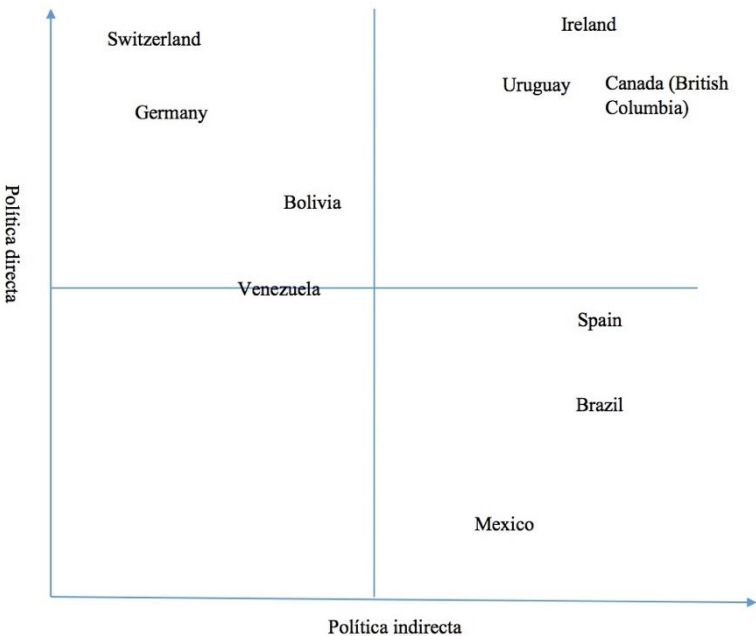 Ireland
Switzerland
Uruguay
Canada (British
Columbia)
Germany
Bolivia
Política directa
Venezuela
Spain
Brazil
Mexico
Política indirecta